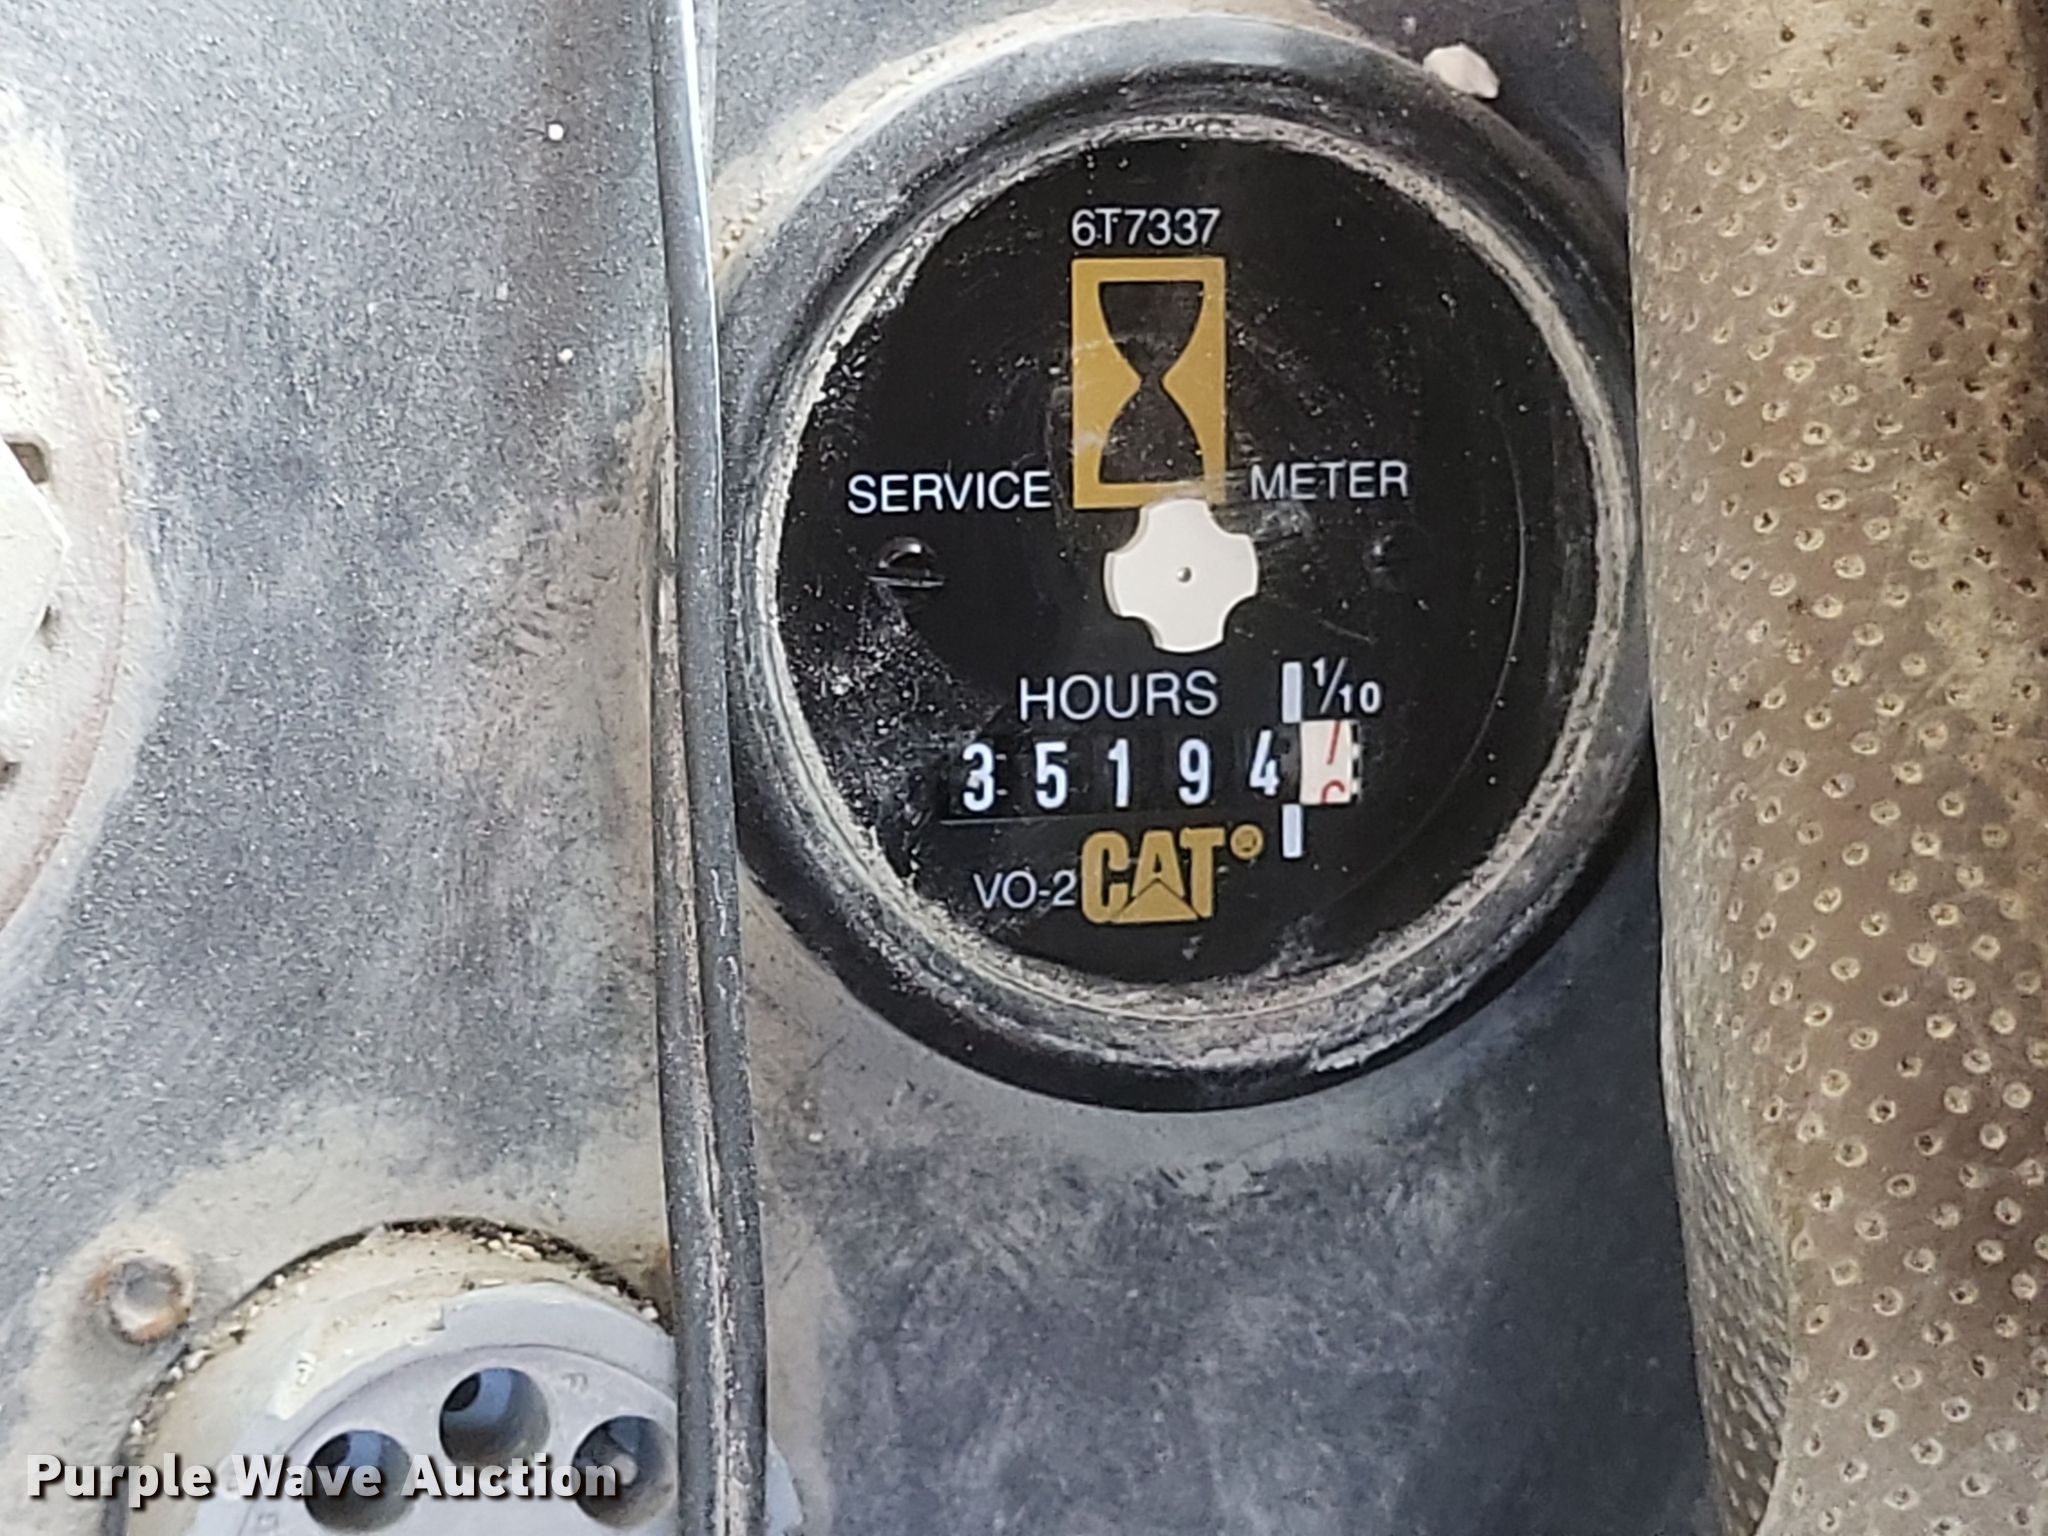 6T7337
SERVICE METER
HOURS 1/10
35194
VO-2 CAT
Purple Wave Auction